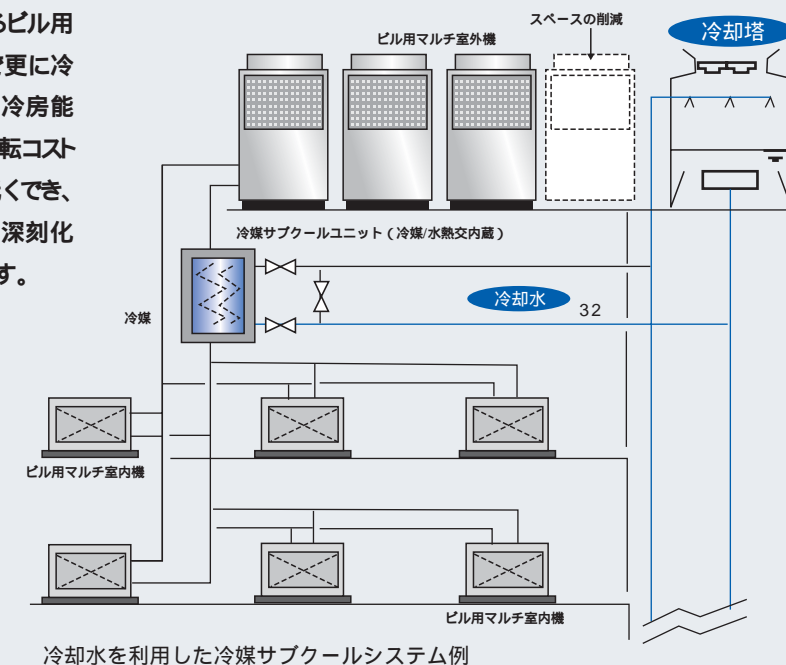 るビル用
で更に冷
冷房能
転コスト
くでき、
深刻化
す。
スペースの削減
ビル用マルチ室外機
冷却塔
冷媒サブクールユニット（冷媒/水熱交内蔵）
冷却水 32
冷媒
ビル用マルチ室内機
ビル用マルチ室内機
冷却水を利用した冷媒サブクールシステム例